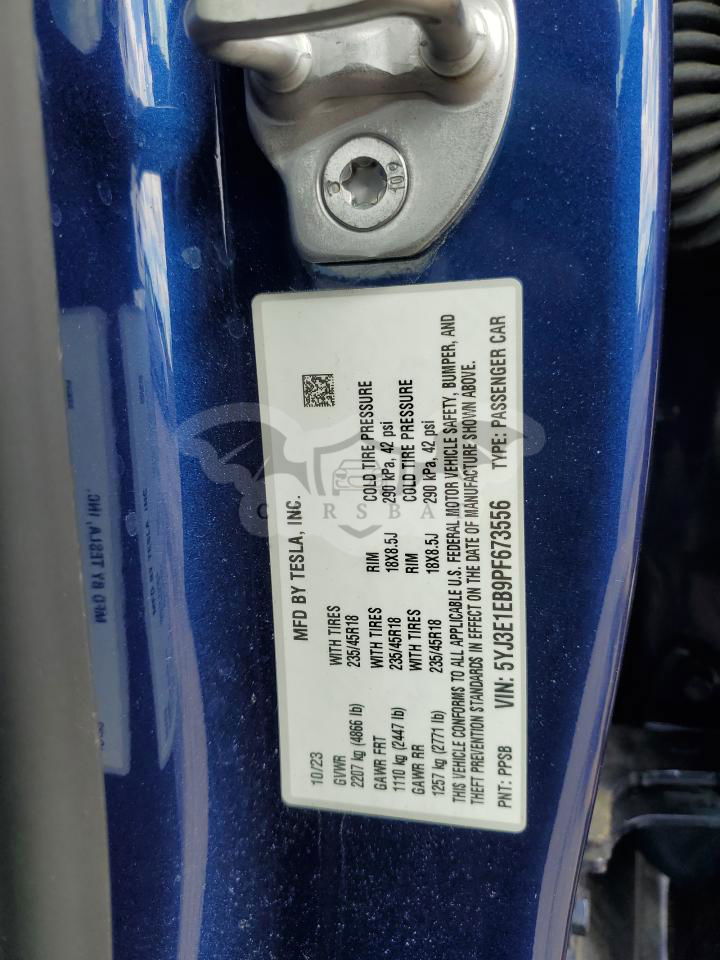 10/23 MFD BY TESLA, INC.
GVWR WITH TIRES RIM COLD TIRE PRESSURE
2207 kg (4866 lb) 235/45R18 18X8.5J 290 kPa, 42 psi
GAWR FRT WITH TIRES RIM COLD TIRE PRESSURE
1110 kg (2447 lb) 235/45R18 18X8.5J 290 kPa, 42 psi
GAWR RR WITH TIRES
1257 kg (2771 lb) 235/45R18
THIS VEHICLE CONFORMS TO ALL APPLICABLE U.S. FEDERAL MOTOR VEHICLE SAFETY, BUMPER, AND
THEFT PREVENTION STANDARDS IN EFFECT ON THE DATE OF MANUFACTURE SHOWN ABOVE.
PNT: PPSB VIN: 5YJ3E1EB9PF673556 TYPE: PASSENGER CAR
10.9